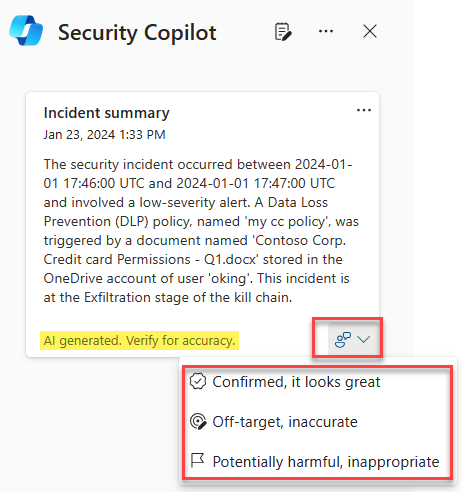 Security Copilot
Incident summary
Jan 23, 2024 1:33 PM
The security incident occurred between 2024-01-
01 17:46:00 UTC and 2024-01-01 17:47:00 UTC
and involved a low-severity alert. A Data Loss
Prevention (DLP) policy, named 'my cc policy', was
triggered by a document named 'Contoso Corp.
Credit card Permissions - Q1.docx' stored in the
OneDrive account of user 'oking'. This incident is
at the Exfiltration stage of the kill chain.
AI generated. Verify for accuracy.
Confirmed, it looks great
Off-target, inaccurate
Potentially harmful, inappropriate